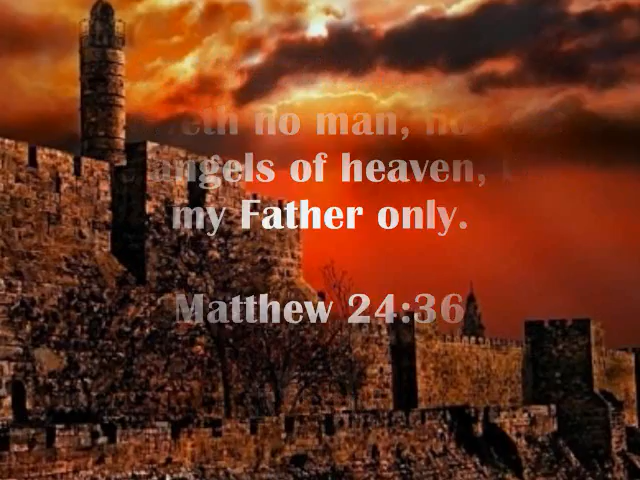 no man,
angels of heaven,
my Father only.
Matthew 24:36